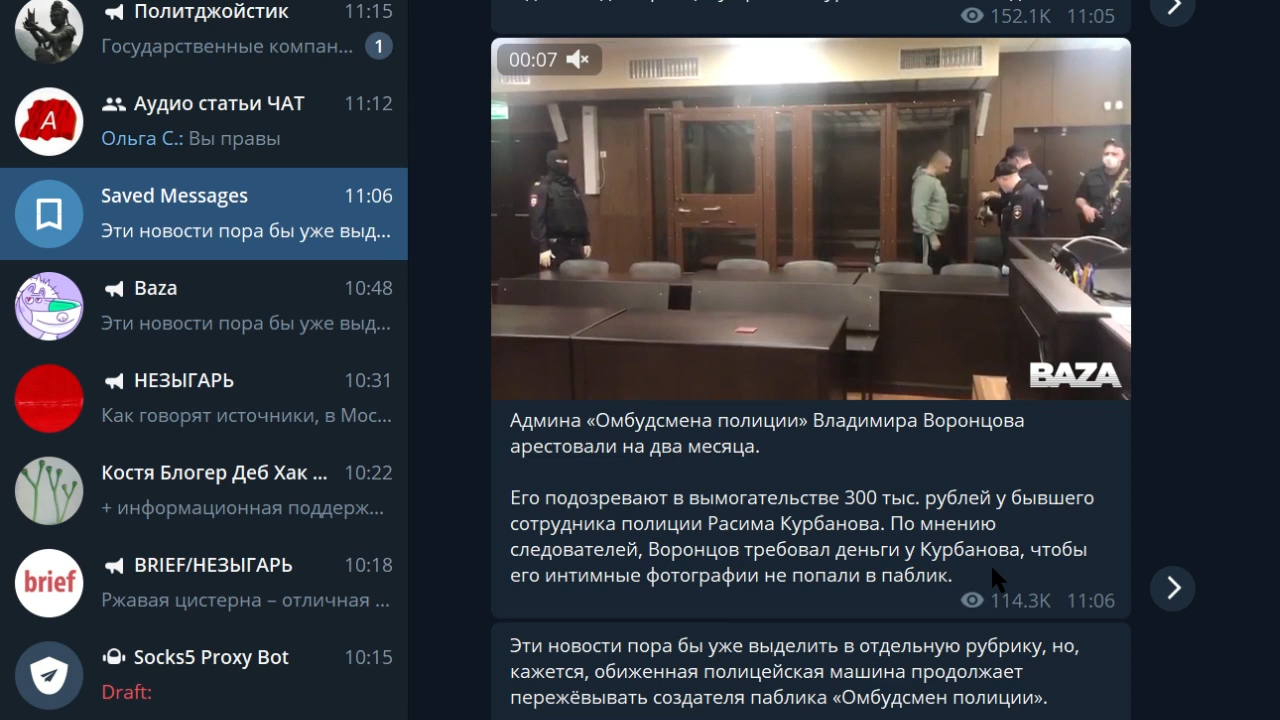 Политджойстик 11:15
Государственные компан... 1
Аудио статьи ЧАТ 11:12
Ольга С.: Вы правы
Saved Messages 11:06
Эти новости пора бы уже выд...
Baza 10:48
Эти новости пора бы уже выд...
НЕЗЫГАРЬ 10:31
Как говорят источники, в Мос...
Костя Блогер Деб Хак ... 10:22
+ информационная поддерж...
brief
BRIEF/НЕЗЫГАРЬ 10:18
Ржавая цистерна – отличная ...
Socks5 Proxy Bot 10:15
Draft:
152.1K 11:05
00:07
BAZA
Админа «Омбудсмена полиции» Владимира Воронцова
арестовали на два месяца.
Его подозревают в вымогательстве 300 тыс. рублей у бывшего
сотрудника полиции Расима Курбанова. По мнению
следователей, Воронцов требовал деньги у Курбанова, чтобы
его интимные фотографии не попали в паблик.
114.3K 11:06
Эти новости пора бы уже выделить в отдельную рубрику, но,
кажется, обиженная полицейская машина продолжает
пережёвывать создателя паблика «Омбудсмен полиции».